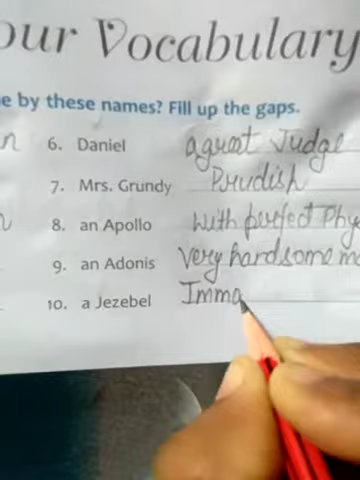 our Vocabulary
e by these names? Fill up the gaps.
n 6. Daniel a great Judge
7. Mrs. Grundy Prudish
8. an Apollo With perfect Phy
9. an Adonis Very handsome m
10. a Jezebel Imma